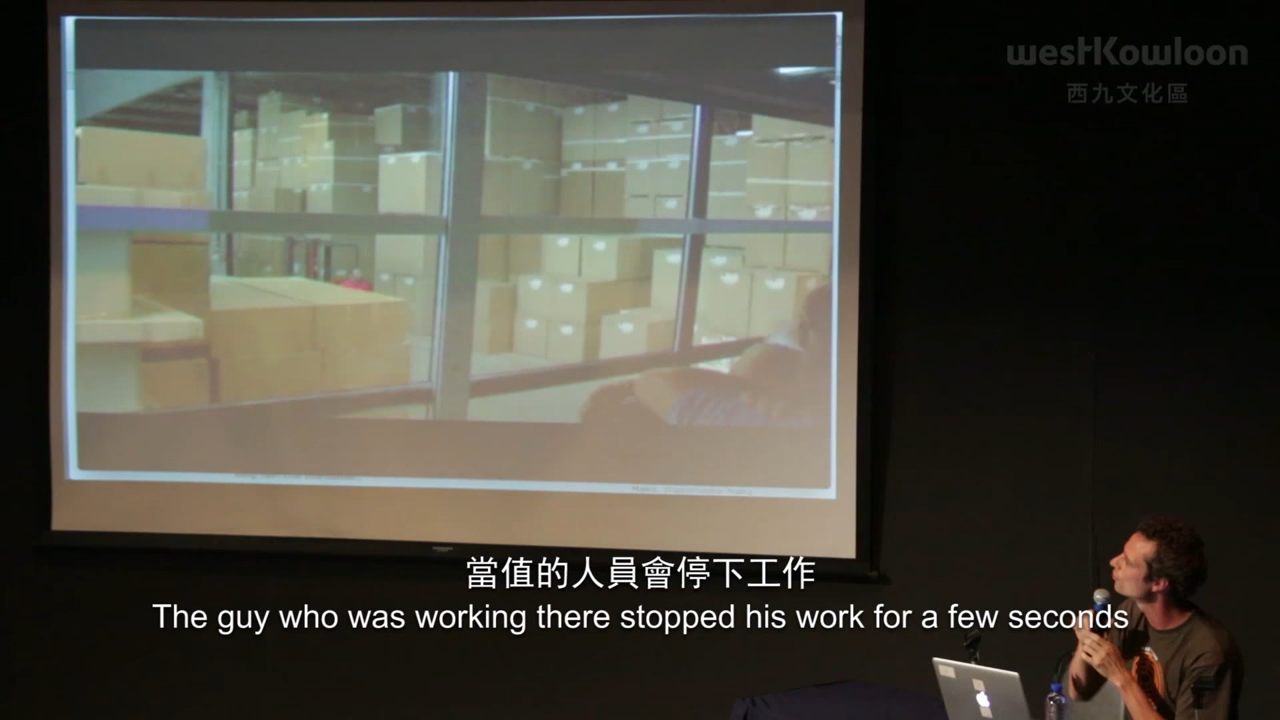 westKowloon
西九文化區
當值的人員會停下工作
The guy who was working there stopped his work for a few seconds